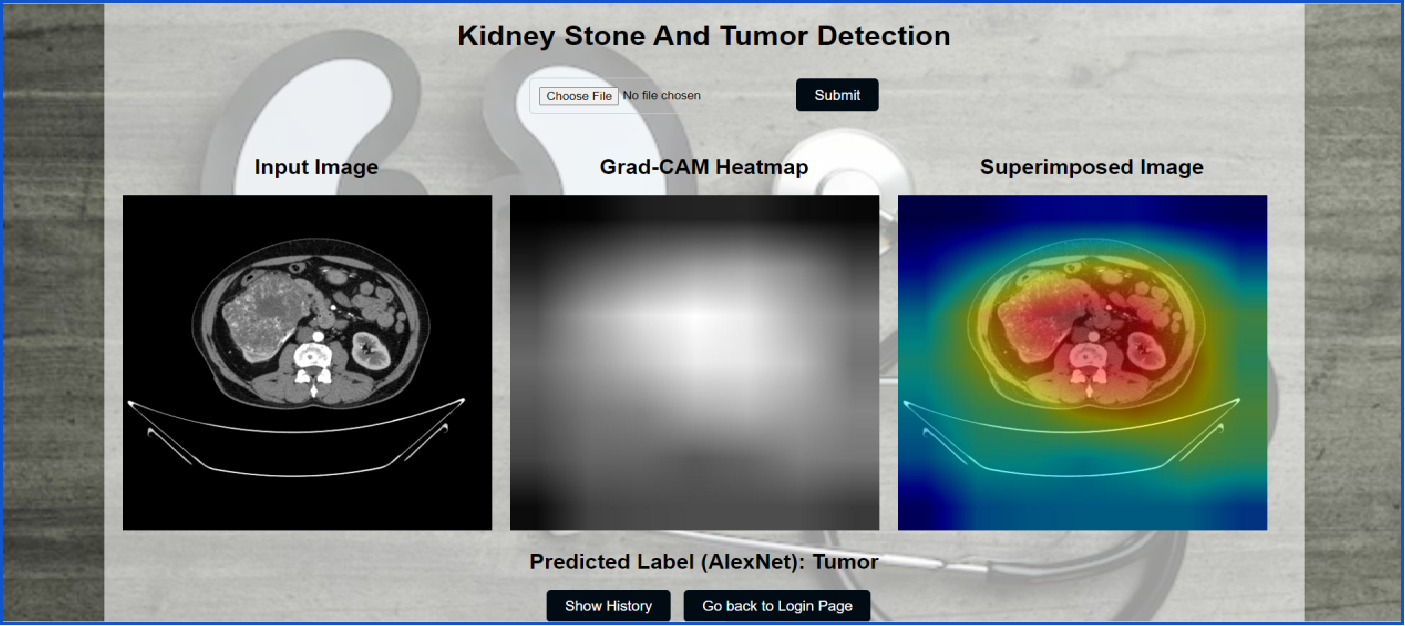 Kidney Stone And Tumor Detection
Choose File No file chosen
Submit
Input Image
Grad-CAM Heatmap
Superimposed Image
Predicted Label (AlexNet): Tumor
Show History
Go back to Login Page